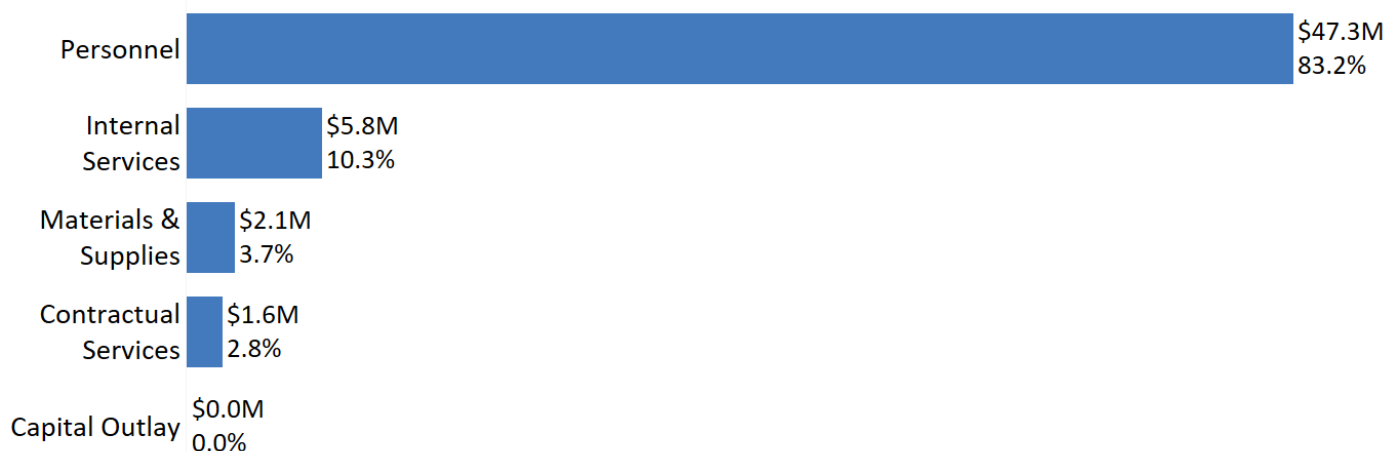 Personnel
$47.3M
83.2%
Internal
Services
$5.8M
10.3%
Materials &
Supplies
$2.1M
3.7%
Contractual
Services
$1.6M
2.8%
Capital Outlay
$0.0M
0.0%